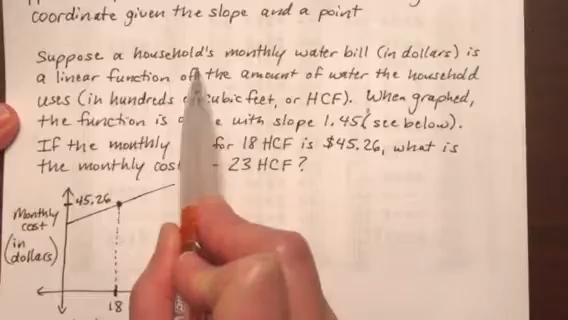 coordinate given the slope and a point
Suppose a household's monthly water bill (in dollars) is
a linear function of the amount of water the household
uses (in hundreds cubic feet, or HCF). When graphed,
the function is with slope 1.45 (see below).
If the monthly for 18 HCF is $45.26, what is
the monthly cost 23 HCF?
45.26
Monthly
cost
(in
dollars)
18